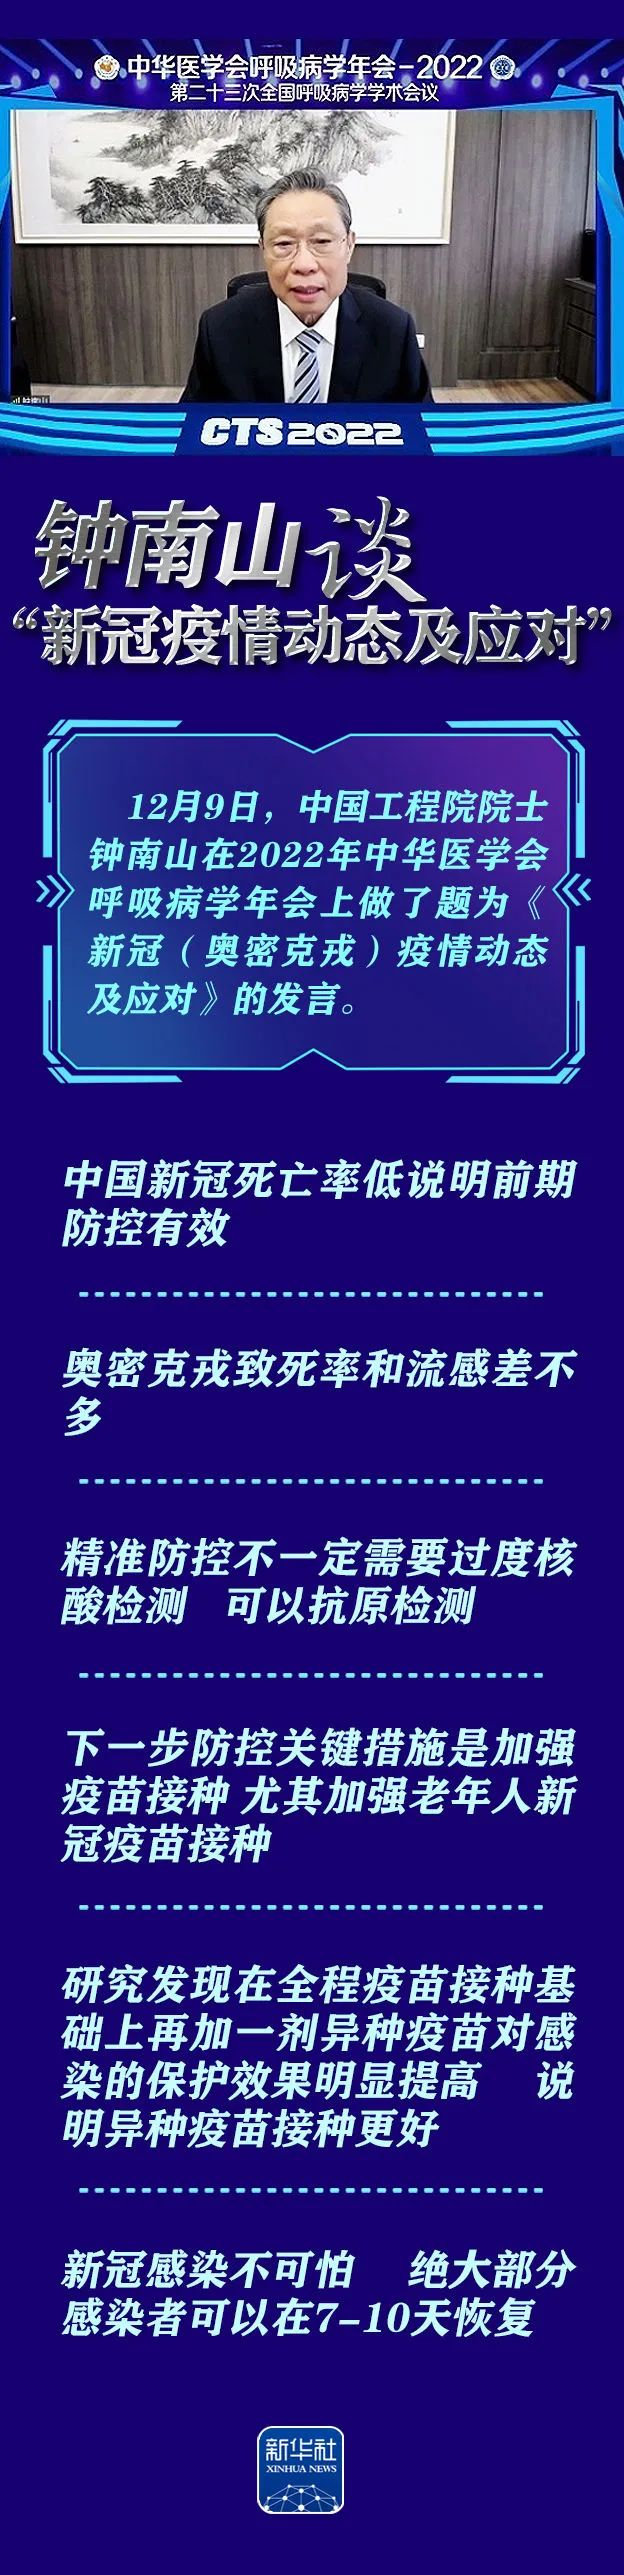 中华医学会呼吸病学年会-2022
第二十三次全国呼吸病学学术会议
CTS2022
钟南山谈
“新冠疫情动态及应对”
12月9日，中国工程院院士
钟南山在2022年中华医学会
呼吸病学年会上做了题为《
新冠（奥密克戎）疫情动态
及应对》的发言。
中国新冠死亡率低说明前期
防控有效
奥密克戎致死率和流感差不
多
精准防控不一定需要过度核
酸检测 可以抗原检测
下一步防控关键措施是加强
疫苗接种 尤其加强老年人新
冠疫苗接种
研究发现在全程疫苗接种基
础上再加一剂异种疫苗对感
染的保护效果明显提高 说
明异种疫苗接种更好
新冠感染不可怕 绝大部分
感染者可以在7-10天恢复
新华社
XINHUA NEWS